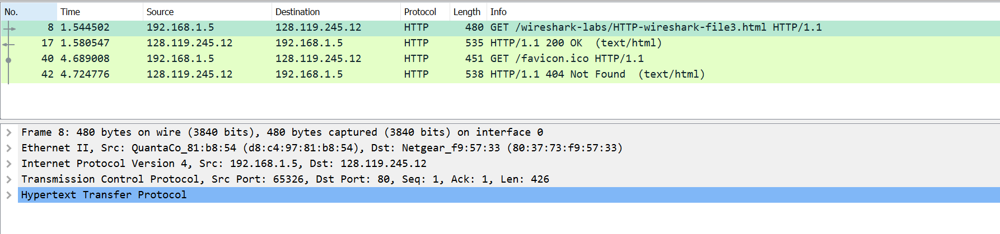 No. Time Source Destination Protocol Length Info
8 1.544502 192.168.1.5 128.119.245.12 HTTP 480 GET /wireshark-labs/HTTP-wireshark-file3.html HTTP/1.1
17 1.580547 128.119.245.12 192.168.1.5 HTTP 535 HTTP/1.1 200 OK  (text/html)
40 4.689008 192.168.1.5 128.119.245.12 HTTP 451 GET /favicon.ico HTTP/1.1
42 4.724776 128.119.245.12 192.168.1.5 HTTP 538 HTTP/1.1 404 Not Found  (text/html)
Frame 8: 480 bytes on wire (3840 bits), 480 bytes captured (3840 bits) on interface 0
Ethernet II, Src: QuantaCo_81:b8:54 (d8:c4:97:81:b8:54), Dst: Netgear_f9:57:33 (80:37:73:f9:57:33)
Internet Protocol Version 4, Src: 192.168.1.5, Dst: 128.119.245.12
Transmission Control Protocol, Src Port: 65326, Dst Port: 80, Seq: 1, Ack: 1, Len: 426
Hypertext Transfer Protocol